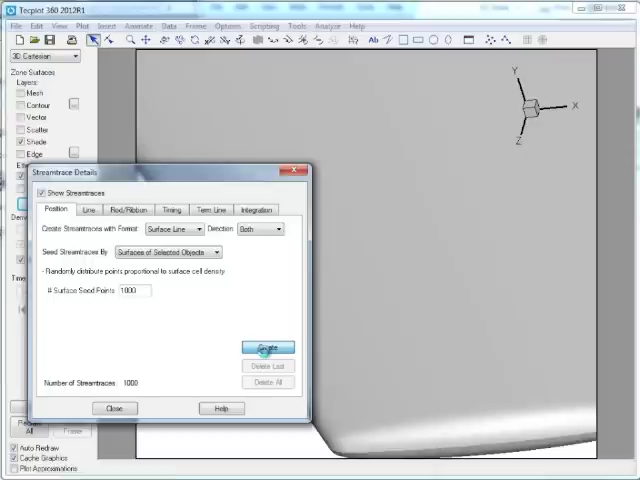 Tecplot 360 2012R1
File Edit View Plot Insert Animate Data Frame Options Scripting Tools Analyze Help
Ab
3D Cartesian
Zone Surfaces
Layers:
Mesh
Contour
Vector
Scatter
Shade
Edge
Y
X
Z
Streamtrace Details
Show Streamtraces
Position Line Rod/Ribbon Timing Term Line Integration
Create Streamtraces with Format: Surface Line Direction Both
Seed Streamtraces By Surfaces of Selected Objects
- Randomly distribute points proportional to surface cell density
# Surface Seed Points 1000
Create
Delete Last
Number of Streamtraces: 1000 Delete All
Close Help
All Frame
Auto Redraw
Cache Graphics
Plot Approximations